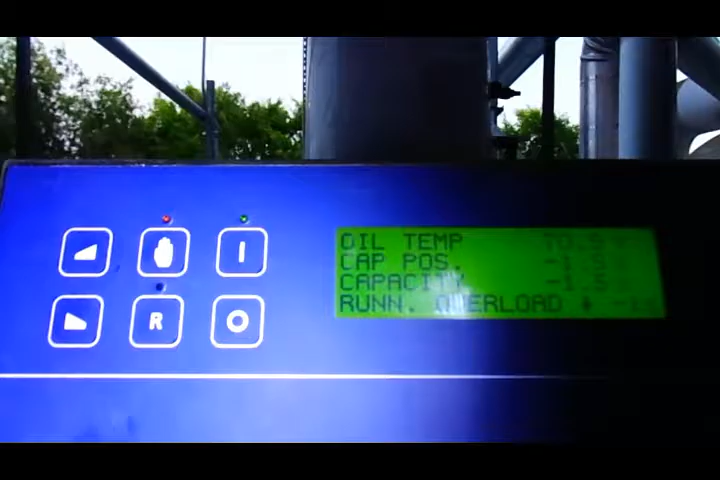 OIL TEMP
CAP POS.
CAPACITY
RUNN. OVERLOAD
I
R
O